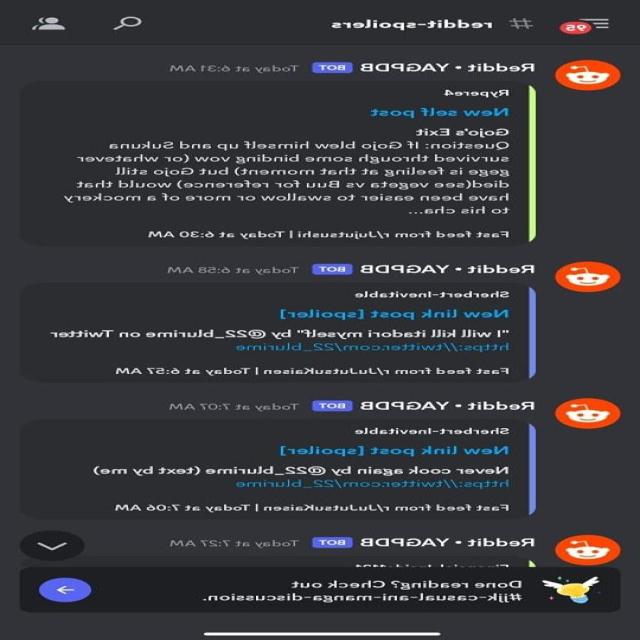 95
# reddit-spoilers
Reddit • YAGPDB BOT Today at 6:31 AM
Rypere4
New self post
Gojo's Exit
Question: If Gojo blew himself up and Sukuna
survived through some binding vow (or whatever
gege is feeling at that moment) but Gojo still
died(see vegeta vs Buu for reference) would that
have been easier to swallow or more of a mockery
to his cha...
Fast feed from r/Jujutsushi | Today at 6:30 AM
Reddit • YAGPDB BOT Today at 6:58 AM
Sherbert-Inevitable
New link post [spoiler]
"I will kill itadori myself" by @22_blurime on Twitter
https://twitter.com/22_blurime
Fast feed from r/JuJutsuKaisen | Today at 6:57 AM
Reddit • YAGPDB BOT Today at 7:07 AM
Sherbert-Inevitable
New link post [spoiler]
Never cook again by @22_blurime (text by me)
https://twitter.com/22_blurime
Fast feed from r/JuJutsuKaisen | Today at 7:06 AM
Reddit • YAGPDB BOT Today at 7:27 AM
Done reading? Check out
#jjk-casual-ani-manga-discussion.